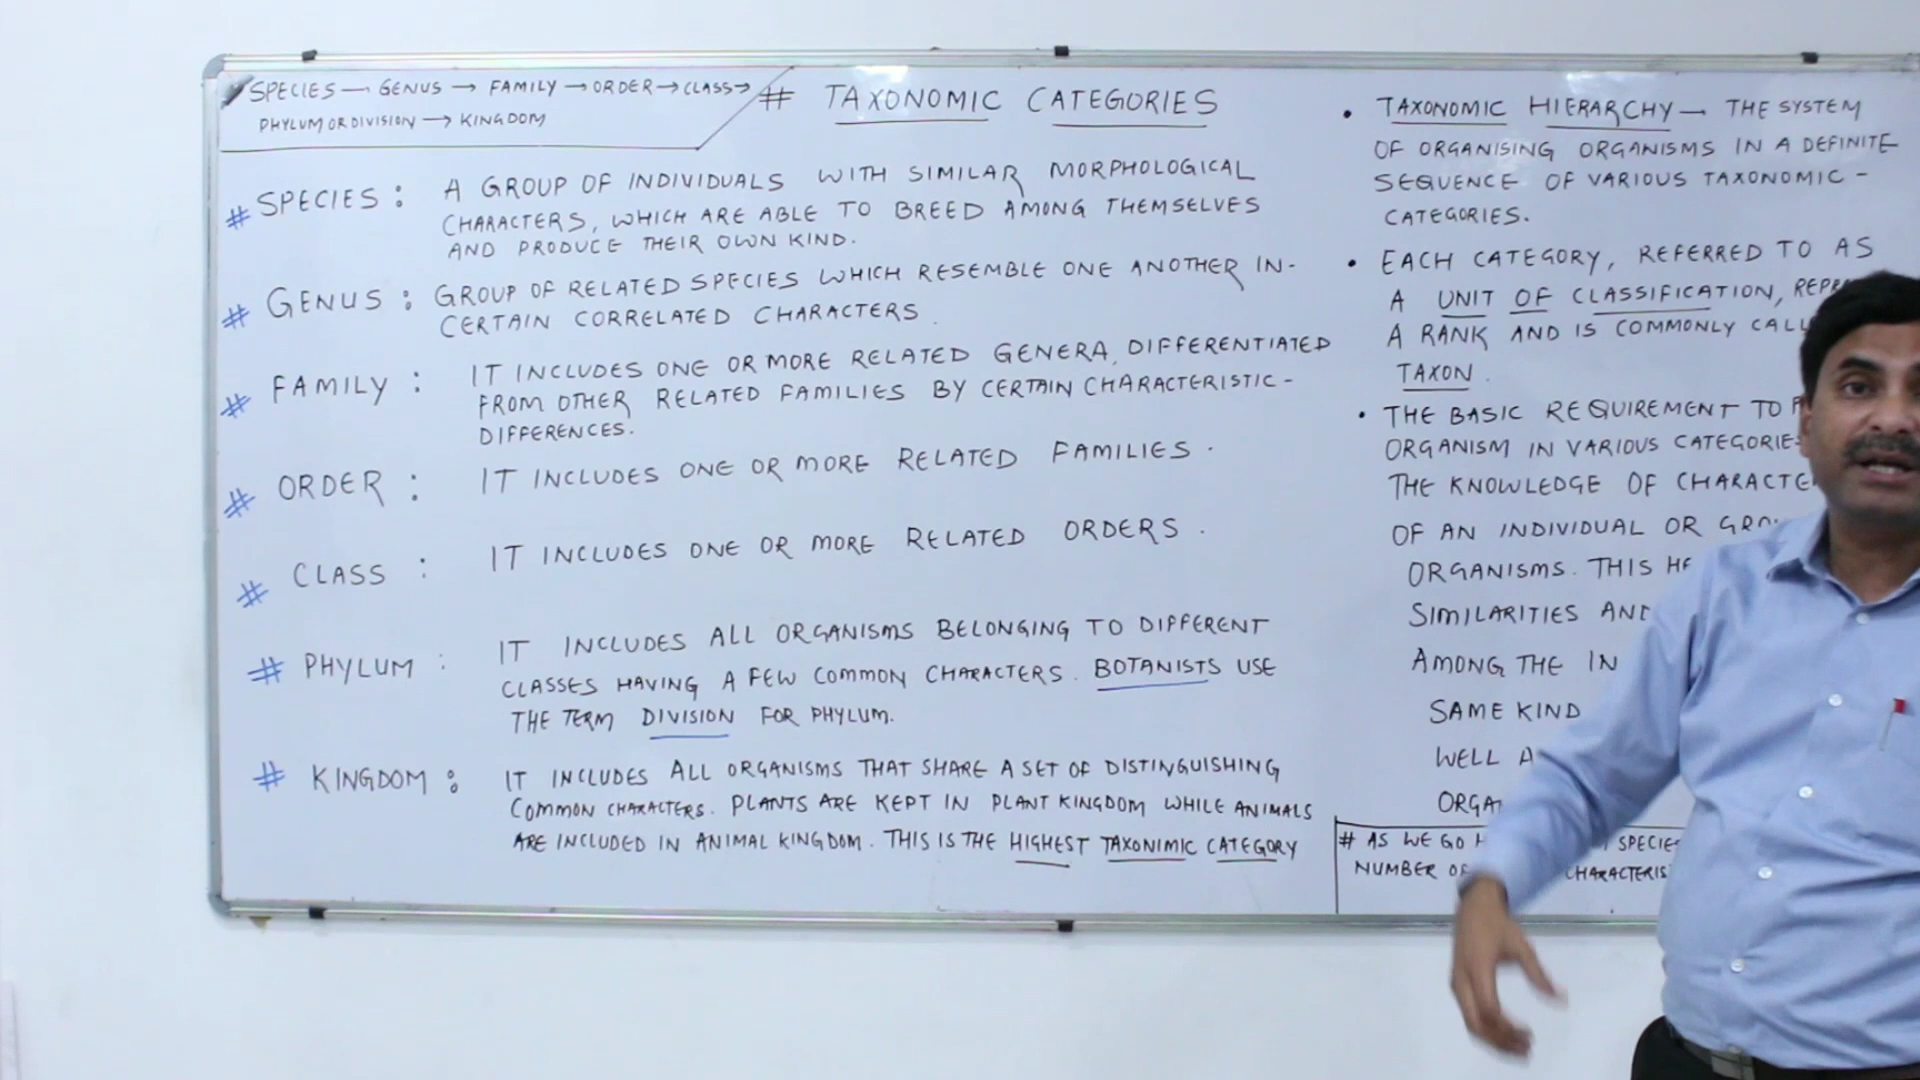 SPECIES → GENUS → FAMILY → ORDER → CLASS →
PHYLUM OR DIVISION → KINGDOM
# TAXONOMIC CATEGORIES
# SPECIES : A GROUP OF INDIVIDUALS WITH SIMILAR MORPHOLOGICAL
CHARACTERS, WHICH ARE ABLE TO BREED AMONG THEMSELVES
AND PRODUCE THEIR OWN KIND.
# GENUS : GROUP OF RELATED SPECIES WHICH RESEMBLE ONE ANOTHER IN-
CERTAIN CORRELATED CHARACTERS.
# FAMILY : IT INCLUDES ONE OR MORE RELATED GENERA, DIFFERENTIATED
FROM OTHER RELATED FAMILIES BY CERTAIN CHARACTERISTIC-
DIFFERENCES.
# ORDER : IT INCLUDES ONE OR MORE RELATED FAMILIES.
# CLASS : IT INCLUDES ONE OR MORE RELATED ORDERS.
# PHYLUM : IT INCLUDES ALL ORGANISMS BELONGING TO DIFFERENT
CLASSES HAVING A FEW COMMON CHARACTERS. BOTANISTS USE
THE TERM DIVISION FOR PHYLUM.
# KINGDOM : IT INCLUDES ALL ORGANISMS THAT SHARE A SET OF DISTINGUISHING
COMMON CHARACTERS. PLANTS ARE KEPT IN PLANT KINGDOM WHILE ANIMALS
ARE INCLUDED IN ANIMAL KINGDOM. THIS IS THE HIGHEST TAXONIMIC CATEGORY
• TAXONOMIC HIERARCHY — THE SYSTEM
OF ORGANISING ORGANISMS IN A DEFINITE
SEQUENCE OF VARIOUS TAXONOMIC -
CATEGORIES.
• EACH CATEGORY, REFERRED TO AS
A UNIT OF CLASSIFICATION,
A RANK AND IS COMMONLY
TAXON.
• THE BASIC REQUIREMENT TO
ORGANISM IN VARIOUS
THE KNOWLEDGE OF
OF AN INDIVIDUAL OR
ORGANISMS. THIS
SIMILARITIES
AMONG THE
SAME KIND
WELL
# AS WE GO SPECIES
NUMBER